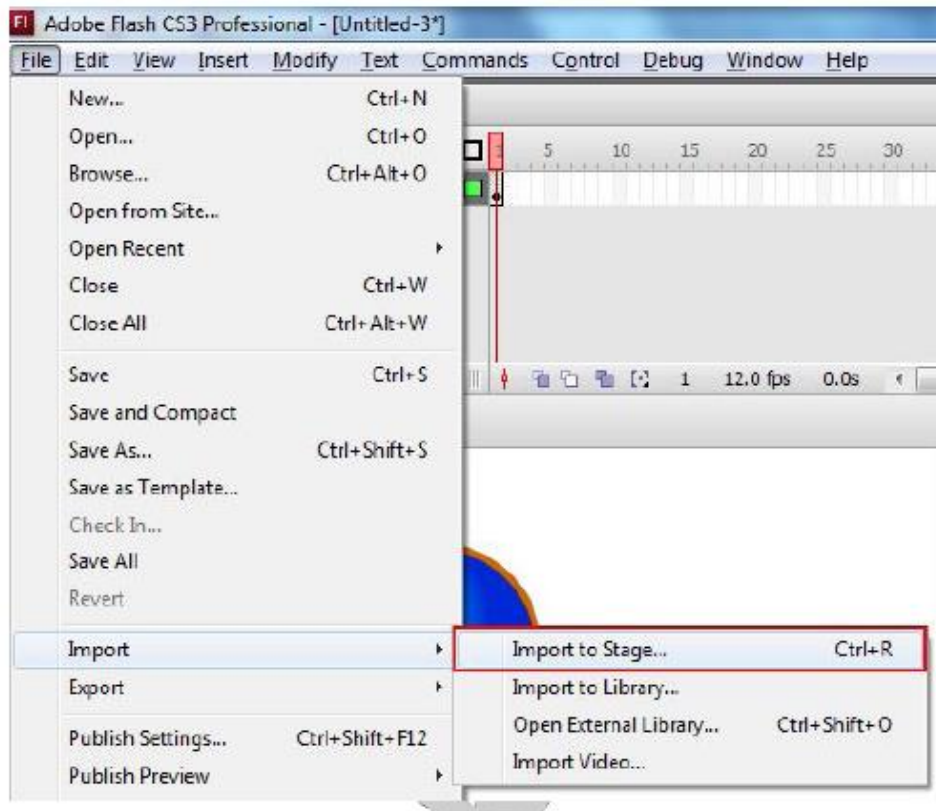 Fl Adobe Flash CS3 Professional - [Untitled-3*]
File Edit View Insert Modify Text Commands Control Debug Window Help
New... Ctrl+N
Open... Ctrl+O
Browse... Ctrl+Alt+O
Open from Site...
Open Recent
Close Ctrl+W
Close All Ctrl+Alt+W
Save Ctrl+S
Save and Compact
Save As... Ctrl+Shift+S
Save as Template...
Check In...
Save All
Revert
Import
Export
Publish Settings... Ctrl+Shift+F12
Publish Preview
5 10 15 20 25 30
1 12.0 fps 0.0s
Import to Stage... Ctrl+R
Import to Library...
Open External Library... Ctrl+Shift+O
Import Video...